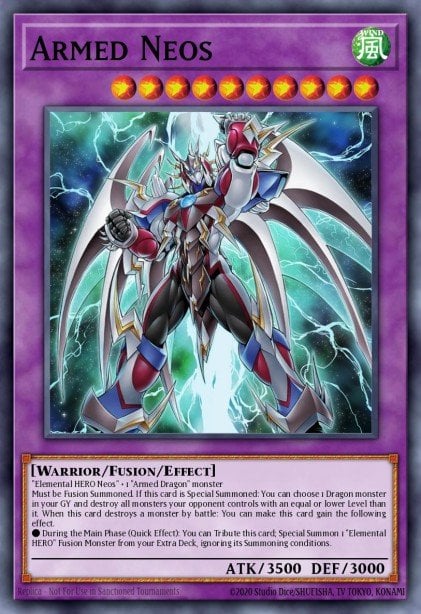 ARMED NEOS
WIND
風
[WARRIOR/FUSION/EFFECT]
"Elemental HERO Neos" + 1 "Armed Dragon" monster
Must be Fusion Summoned. If this card is Special Summoned: You can choose 1 Dragon monster
in your GY and destroy all monsters your opponent controls with an equal or lower Level than
it. When this card destroys a monster by battle: You can make this card gain the following
effect.
●During the Main Phase (Quick Effect): You can Tribute this card; Special Summon 1 "Elemental
HERO" Fusion Monster from your Extra Deck, ignoring its Summoning conditions.
ATK/3500 DEF/3000
Replica - Not For Use in Sanctioned Tournaments ©2020 Studio Dice/SHUEISHA, TV TOKYO, KONAMI